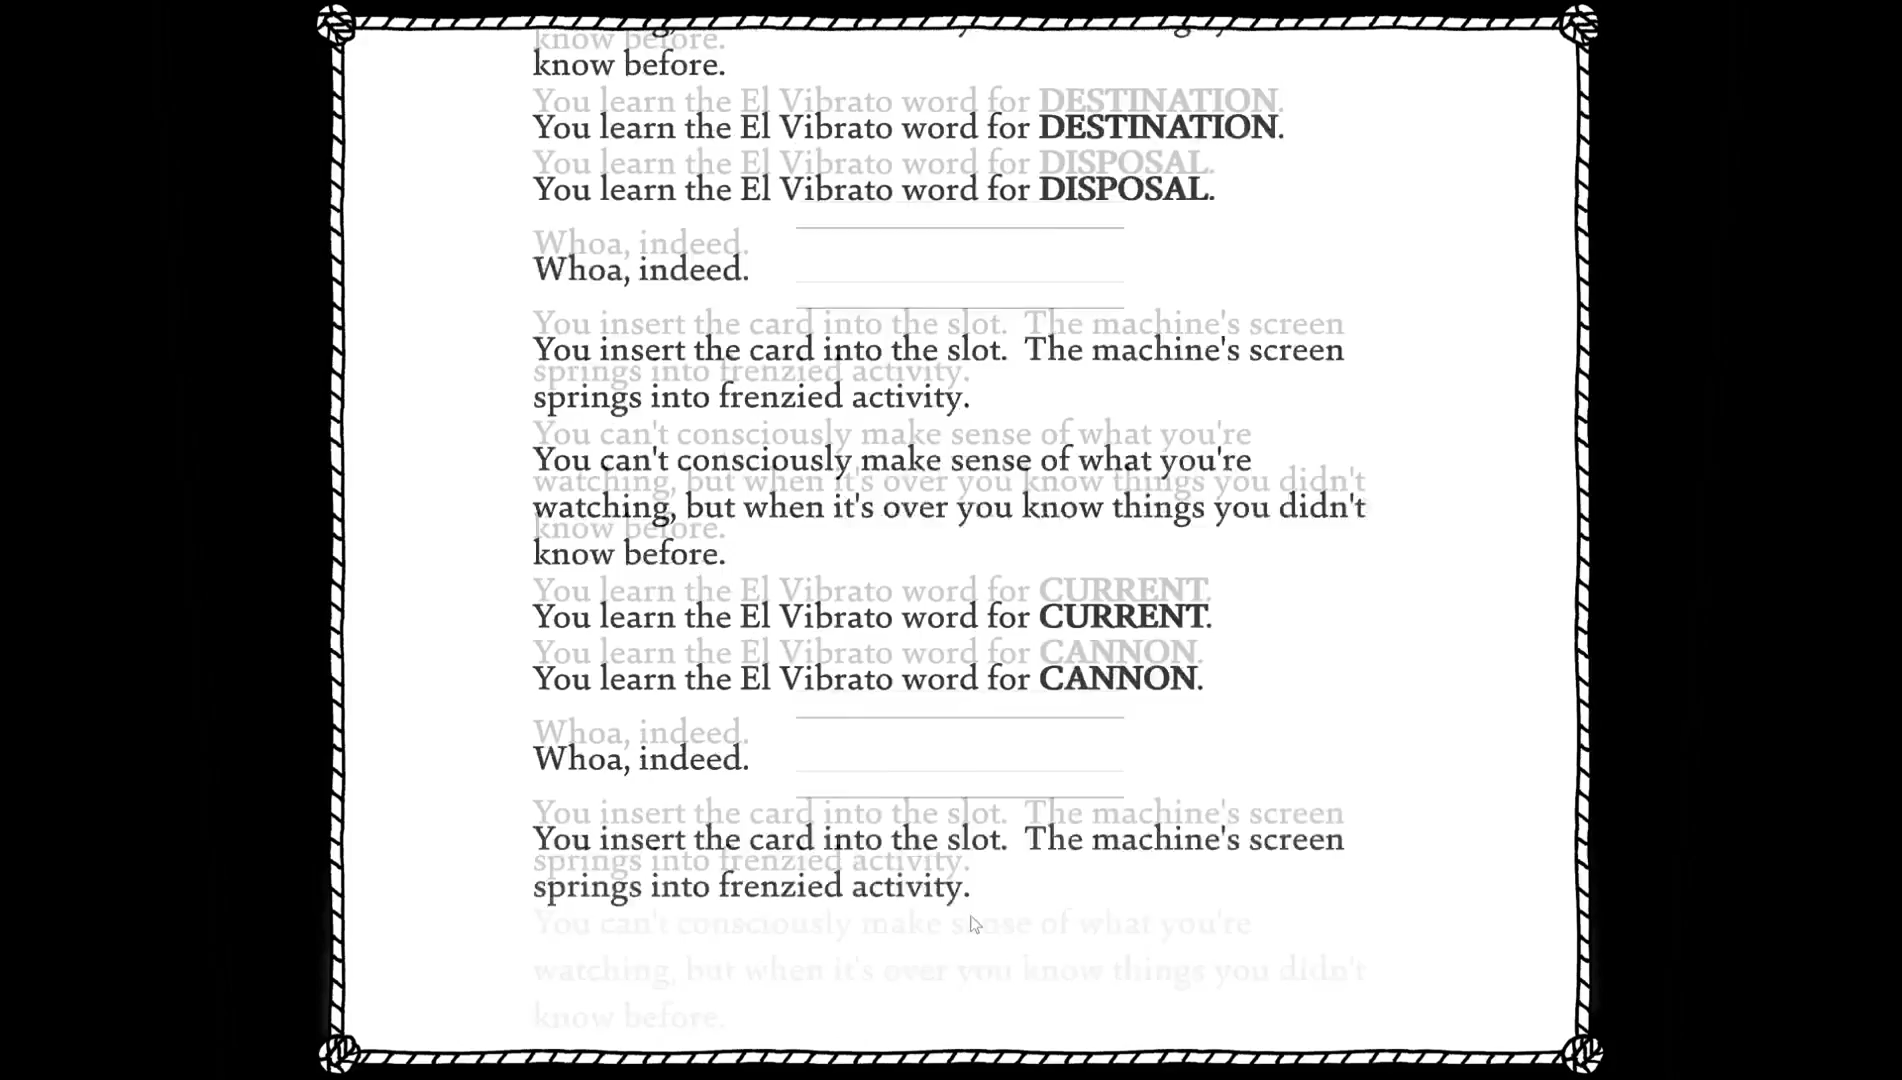 know before.
You learn the El Vibrato word for DESTINATION.
You learn the El Vibrato word for DISPOSAL.
Whoa, indeed.
You insert the card into the slot.  The machine's screen
springs into frenzied activity.
You can't consciously make sense of what you're
watching, but when it's over you know things you didn't
know before.
You learn the El Vibrato word for CURRENT.
You learn the El Vibrato word for CANNON.
Whoa, indeed.
You insert the card into the slot.  The machine's screen
springs into frenzied activity.
You can't consciously make sense of what you're
watching, but when it's over you know things you didn't
know before.